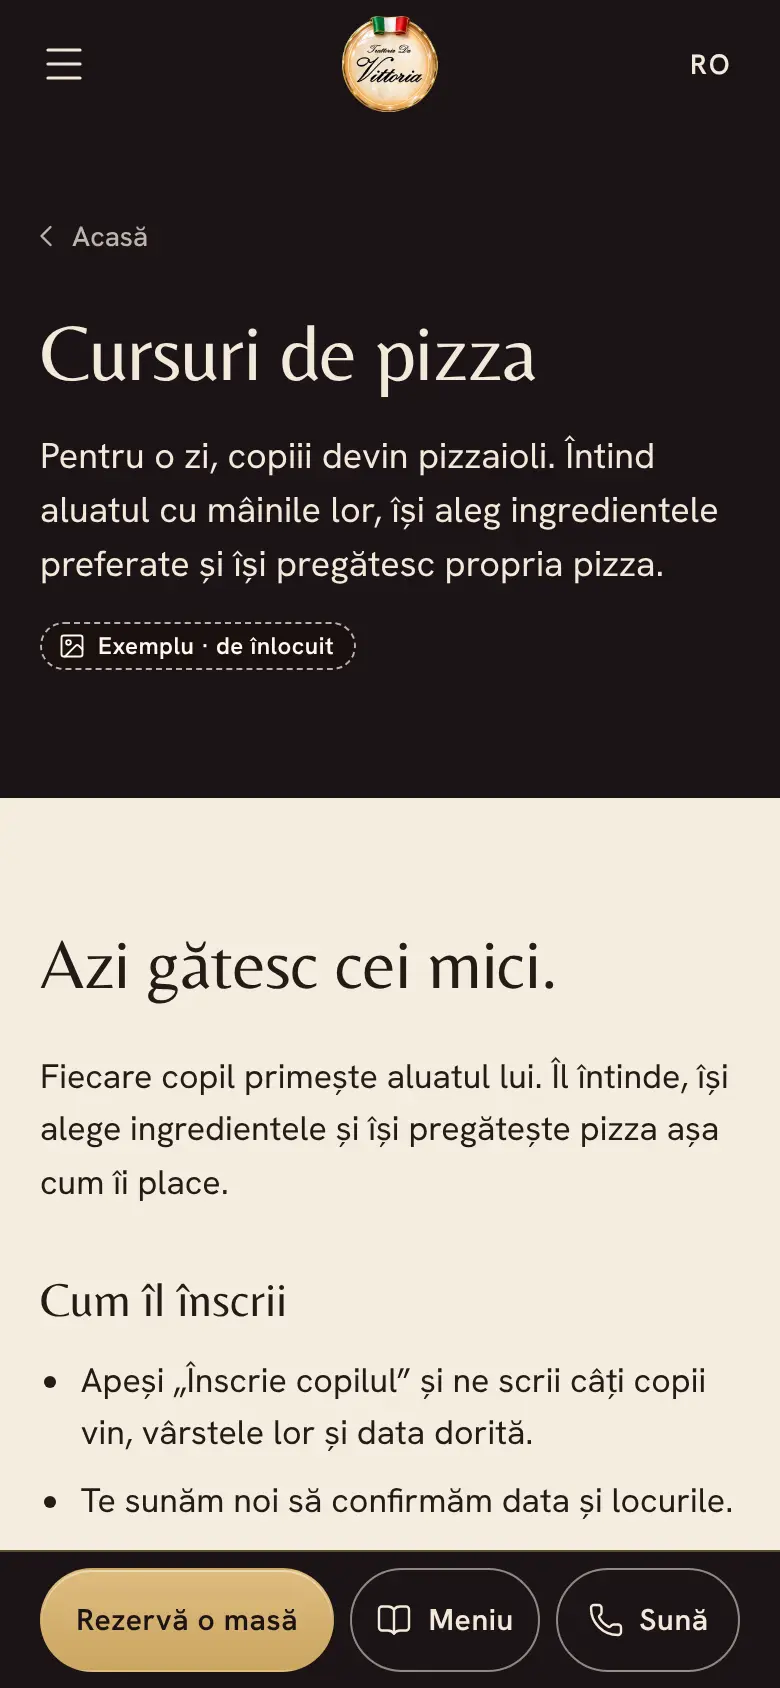 Trattoria Da
Vittoria
RO
Acasă
Cursuri de pizza
Pentru o zi, copiii devin pizzaioli. Întind
aluatul cu mâinile lor, își aleg ingredientele
preferate și își pregătesc propria pizza.
Exemplu · de înlocuit
Azi gătesc cei mici.
Fiecare copil primește aluatul lui. Îl întinde, își
alege ingredientele și își pregătește pizza așa
cum îi place.
Cum îl înscrii
• Apeși „Înscrie copilul” și ne scrii câți copii
vin, vârstele lor și data dorită.
• Te sunăm noi să confirmăm data și locurile.
Rezervă o masă
Meniu
Sună